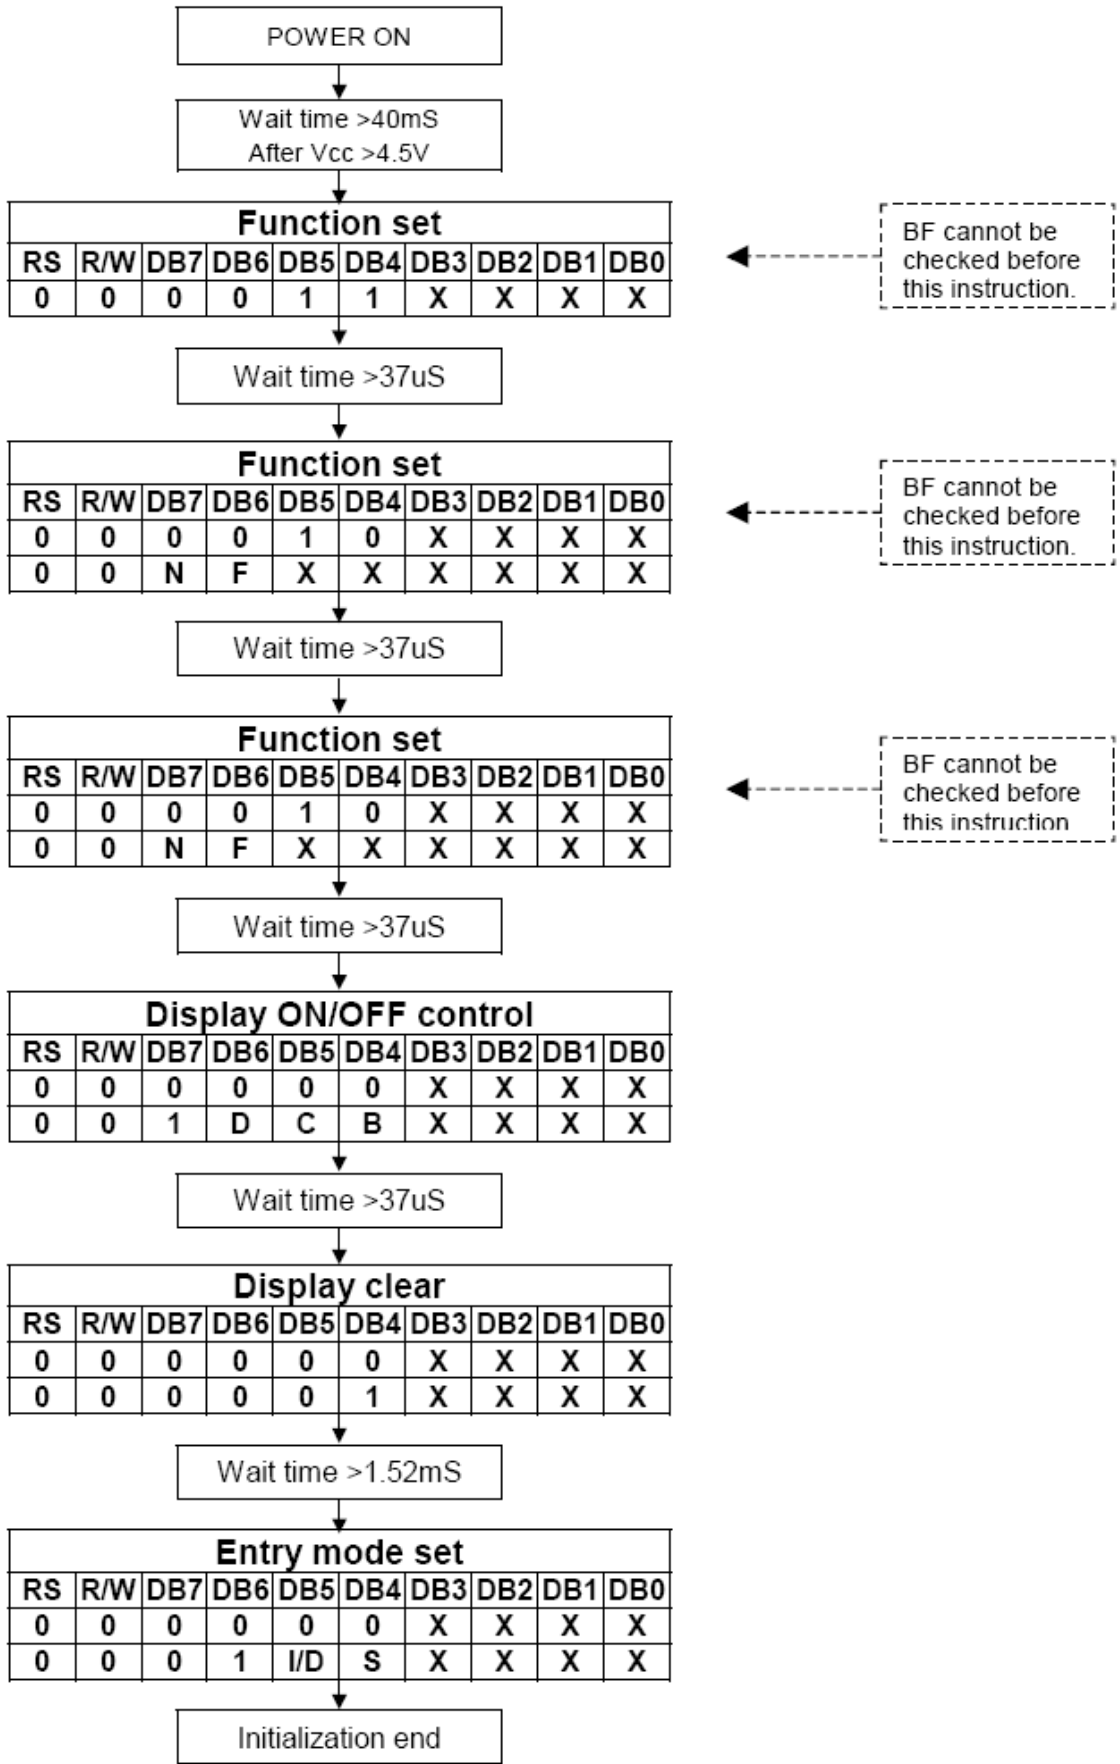 POWER ON
Wait time >40mS
After Vcc >4.5V
Function set
RS R/W DB7 DB6 DB5 DB4 DB3 DB2 DB1 DB0
0 0 0 0 1 1 X X X X
BF cannot be
checked before
this instruction.
Wait time >37uS
Function set
RS R/W DB7 DB6 DB5 DB4 DB3 DB2 DB1 DB0
0 0 0 0 1 0 X X X X
0 0 N F X X X X X X
BF cannot be
checked before
this instruction.
Wait time >37uS
Function set
RS R/W DB7 DB6 DB5 DB4 DB3 DB2 DB1 DB0
0 0 0 0 1 0 X X X X
0 0 N F X X X X X X
BF cannot be
checked before
this instruction
Wait time >37uS
Display ON/OFF control
RS R/W DB7 DB6 DB5 DB4 DB3 DB2 DB1 DB0
0 0 0 0 0 0 X X X X
0 0 1 D C B X X X X
Wait time >37uS
Display clear
RS R/W DB7 DB6 DB5 DB4 DB3 DB2 DB1 DB0
0 0 0 0 0 0 X X X X
0 0 0 0 0 1 X X X X
Wait time >1.52mS
Entry mode set
RS R/W DB7 DB6 DB5 DB4 DB3 DB2 DB1 DB0
0 0 0 0 0 0 X X X X
0 0 0 1 I/D S X X X X
Initialization end